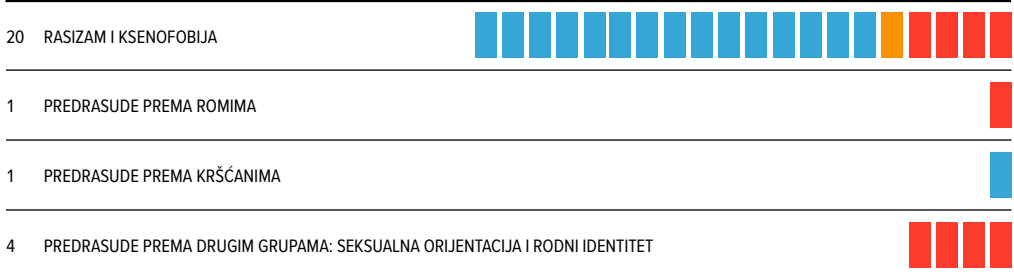 20 RASIZAM I KSENOFOBIJA
1 PREDRASUDE PREMA ROMIMA
1 PREDRASUDE PREMA KRŠĆANIMA
4 PREDRASUDE PREMA DRUGIM GRUPAMA: SEKSUALNA ORIJENTACIJA I RODNI IDENTITET